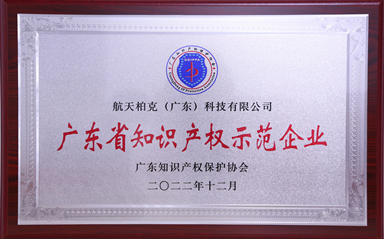 航天柏克（广东）科技有限公司
广东省知识产权示范企业
广东知识产权保护协会
二〇二二年十二月